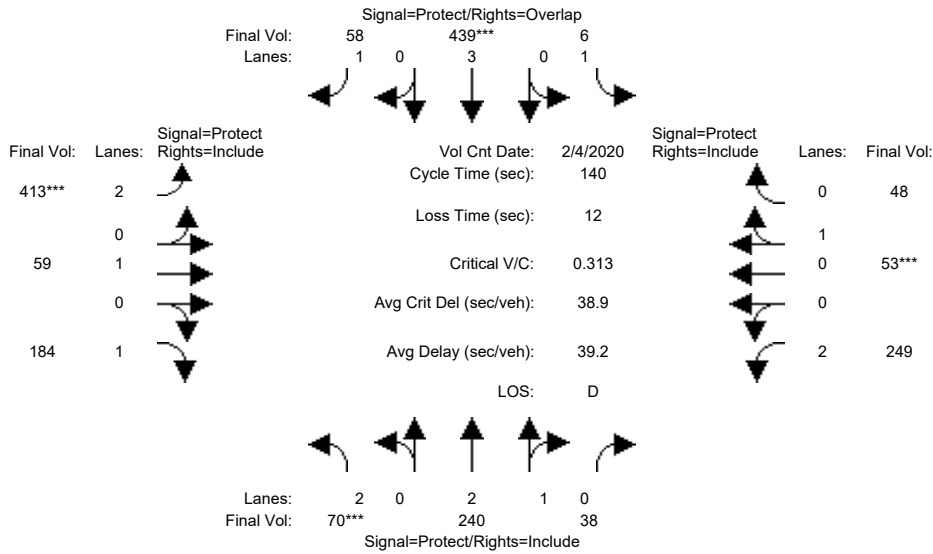 Signal=Protect/Rights=Overlap
Final Vol: 58 439*** 6
Lanes: 1 0 3 0 1
Signal=Protect Signal=Protect
Final Vol: Lanes: Rights=Include Vol Cnt Date: 2/4/2020 Rights=Include Lanes: Final Vol:
Cycle Time (sec): 140
413*** 2 0 48
Loss Time (sec): 12
0 1
59 1 Critical V/C: 0.313 0 53***
0 Avg Crit Del (sec/veh): 38.9 0
184 1 Avg Delay (sec/veh): 39.2 2 249
LOS: D
Lanes: 2 0 2 1 0
Final Vol: 70*** 240 38
Signal=Protect/Rights=Include